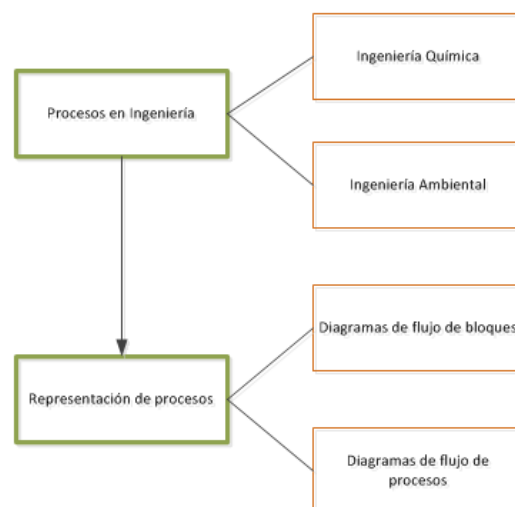 Ingeniería Química
Procesos en Ingeniería
Ingeniería Ambiental
Diagramas de flujo de bloques
Representación de procesos
Diagramas de flujo de
procesos